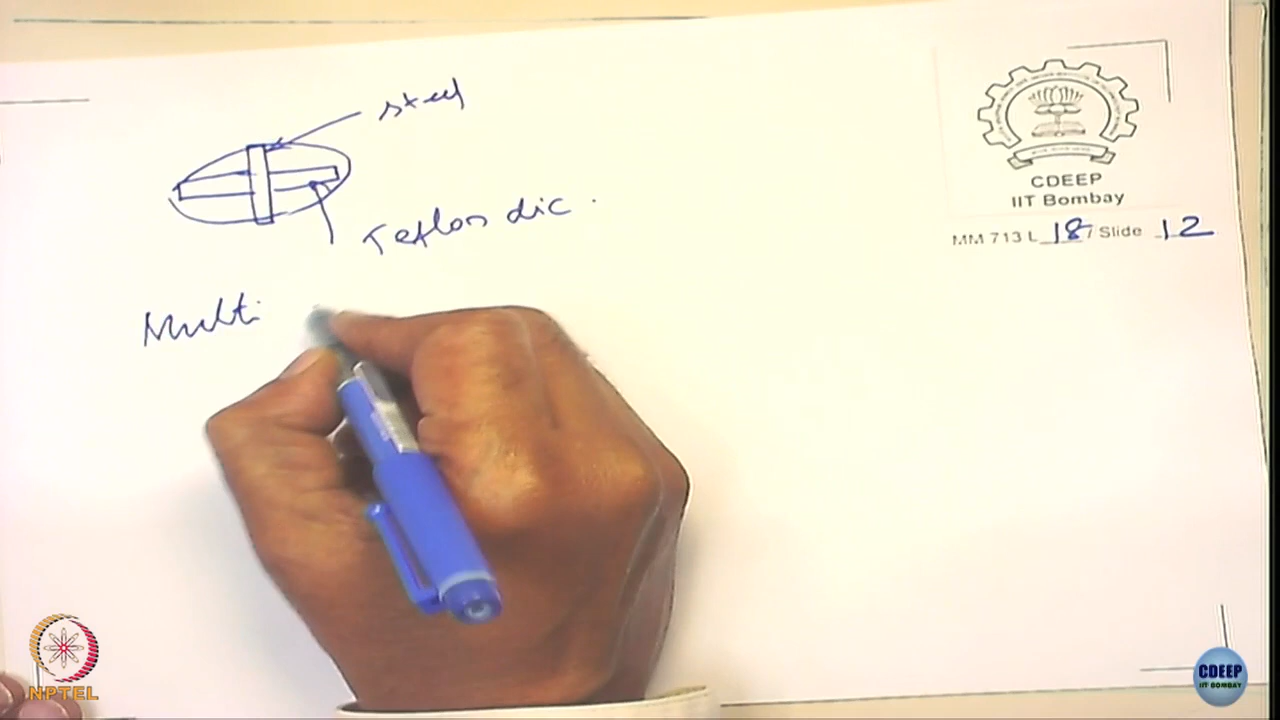 steel
Teflon dic.
Multi
CDEEP
IIT Bombay
MM 713 L 18 / Slide 12
NPTEL
CDEEP
IIT BOMBAY